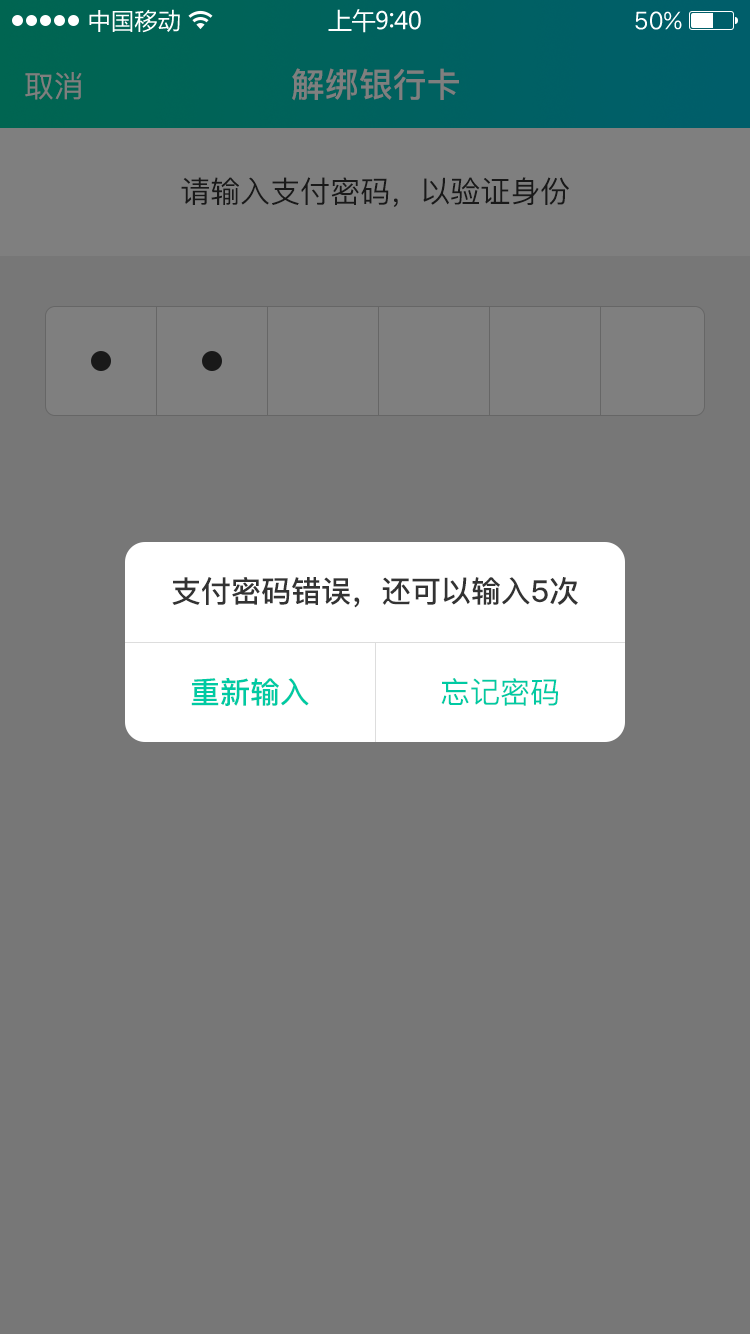 中国移动
上午9:40
50%
取消
解绑银行卡
请输入支付密码，以验证身份
支付密码错误，还可以输入5次
重新输入
忘记密码